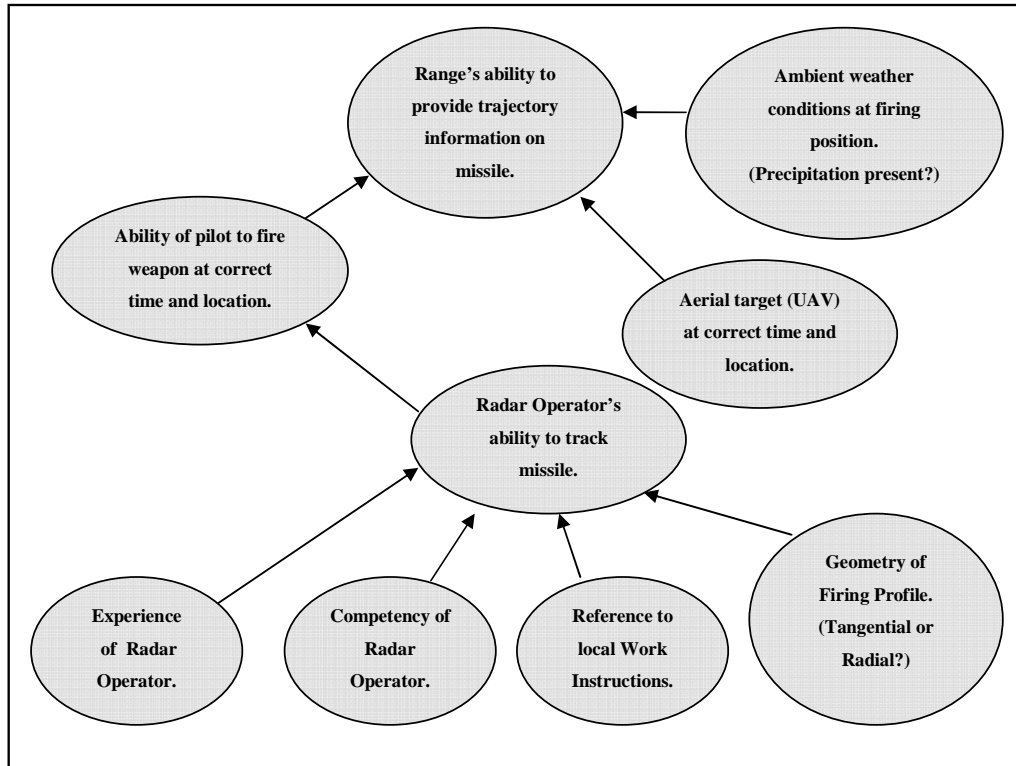 Range’s ability to
provide trajectory
information on
missile.
Ambient weather
conditions at firing
position.
(Precipitation present?)
Ability of pilot to fire
weapon at correct
time and location.
Aerial target (UAV)
at correct time and
location.
Radar Operator’s
ability to track
missile.
Experience
of Radar
Operator.
Competency of
Radar
Operator.
Reference to
local Work
Instructions.
Geometry of
Firing Profile.
(Tangential or
Radial?)